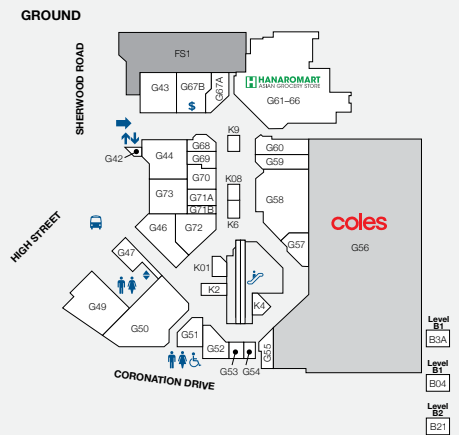 GROUND
SHERWOOD ROAD
FS1
G43
G67B
G67A
$
HANAROMART
ASIAN GROCERY STORE
G61–66
K9
G42
G44
G68
G69
G70
G60
G59
G73
G71A
G71B
K08
K6
G58
G46
G72
coles
G56
HIGH STREET
G47
G57
K01
K2
K4
G49
G50
G51
G52
G53
G54
G55
CORONATION DRIVE
Level
B1
B3A
Level
B1
B04
Level
B2
B21